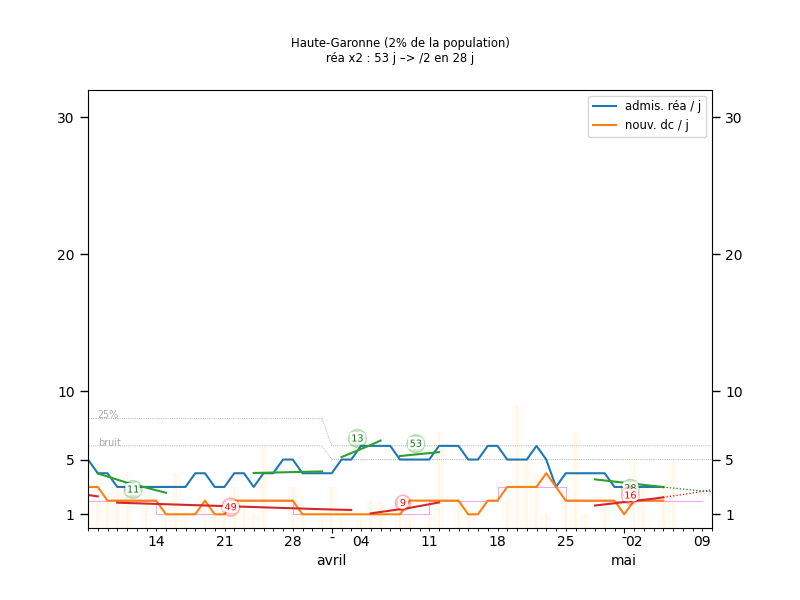 Haute-Garonne (2% de la population)
réa x2 : 53 j –> /2 en 28 j
admis. réa / j
nouv. dc / j
30 30
20 20
10 10
25%
bruit
5 5
1 1
13
53
11
49
9
28
16
14 21 28 - 04 11 18 25 - 02 09
avril mai